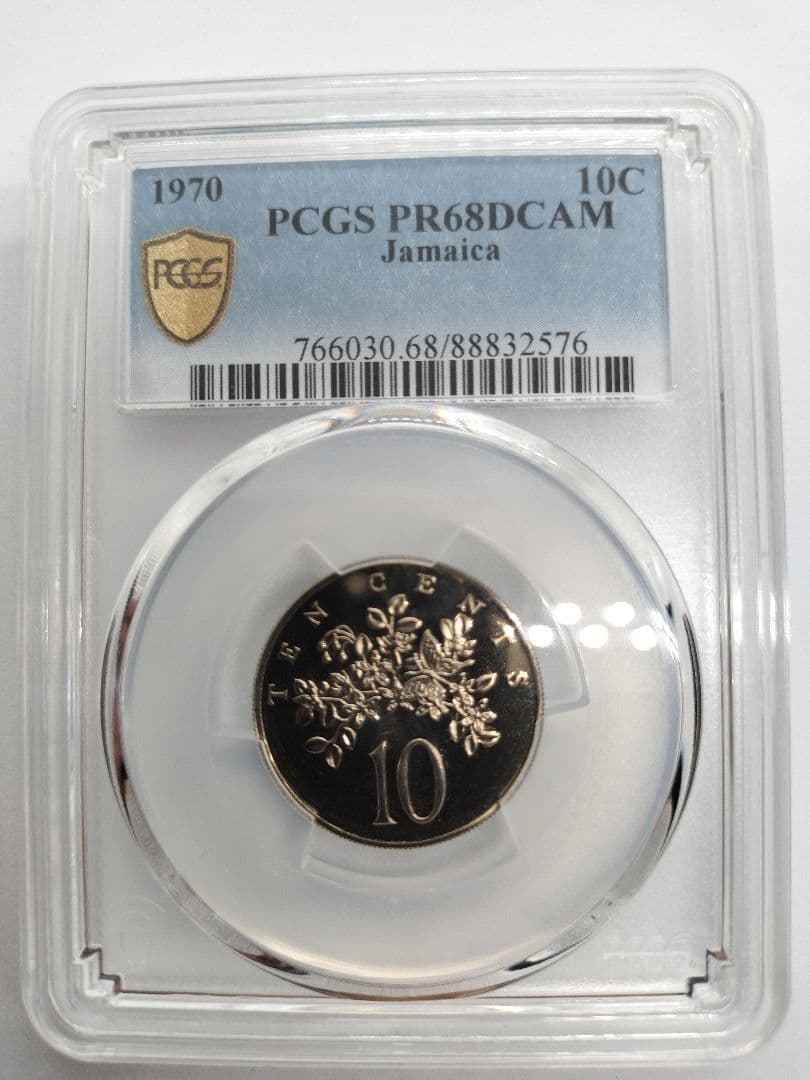 1970 10C
PCGS PR68DCAM
Jamaica
PCGS
766030.68/88832576
TEN CENTS
10